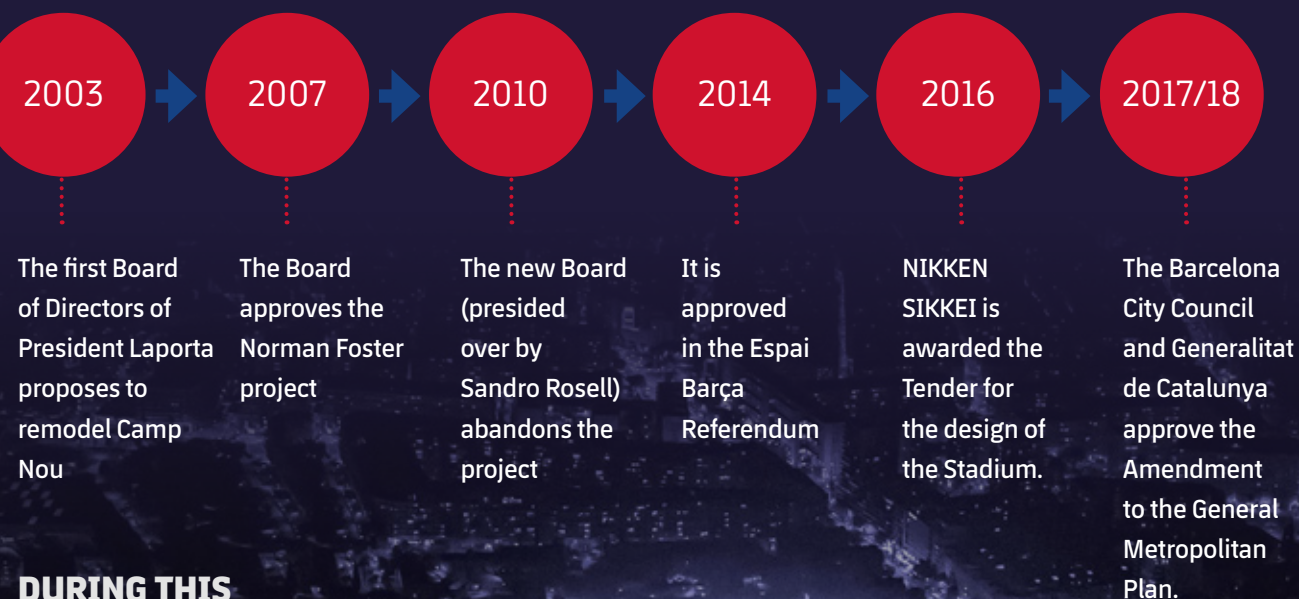 2003
2007
2010
2014
2016
2017/18
The first Board
of Directors of
President Laporta
proposes to
remodel Camp
Nou
The Board
approves the
Norman Foster
project
The new Board
(presided
over by
Sandro Rosell)
abandons the
project
It is
approved
in the Espai
Barça
Referendum
NIKKEN
SIKKEI is
awarded the
Tender for
the design of
the Stadium.
The Barcelona
City Council
and Generalitat
de Catalunya
approve the
Amendment
to the General
Metropolitan
Plan.
DURING THIS